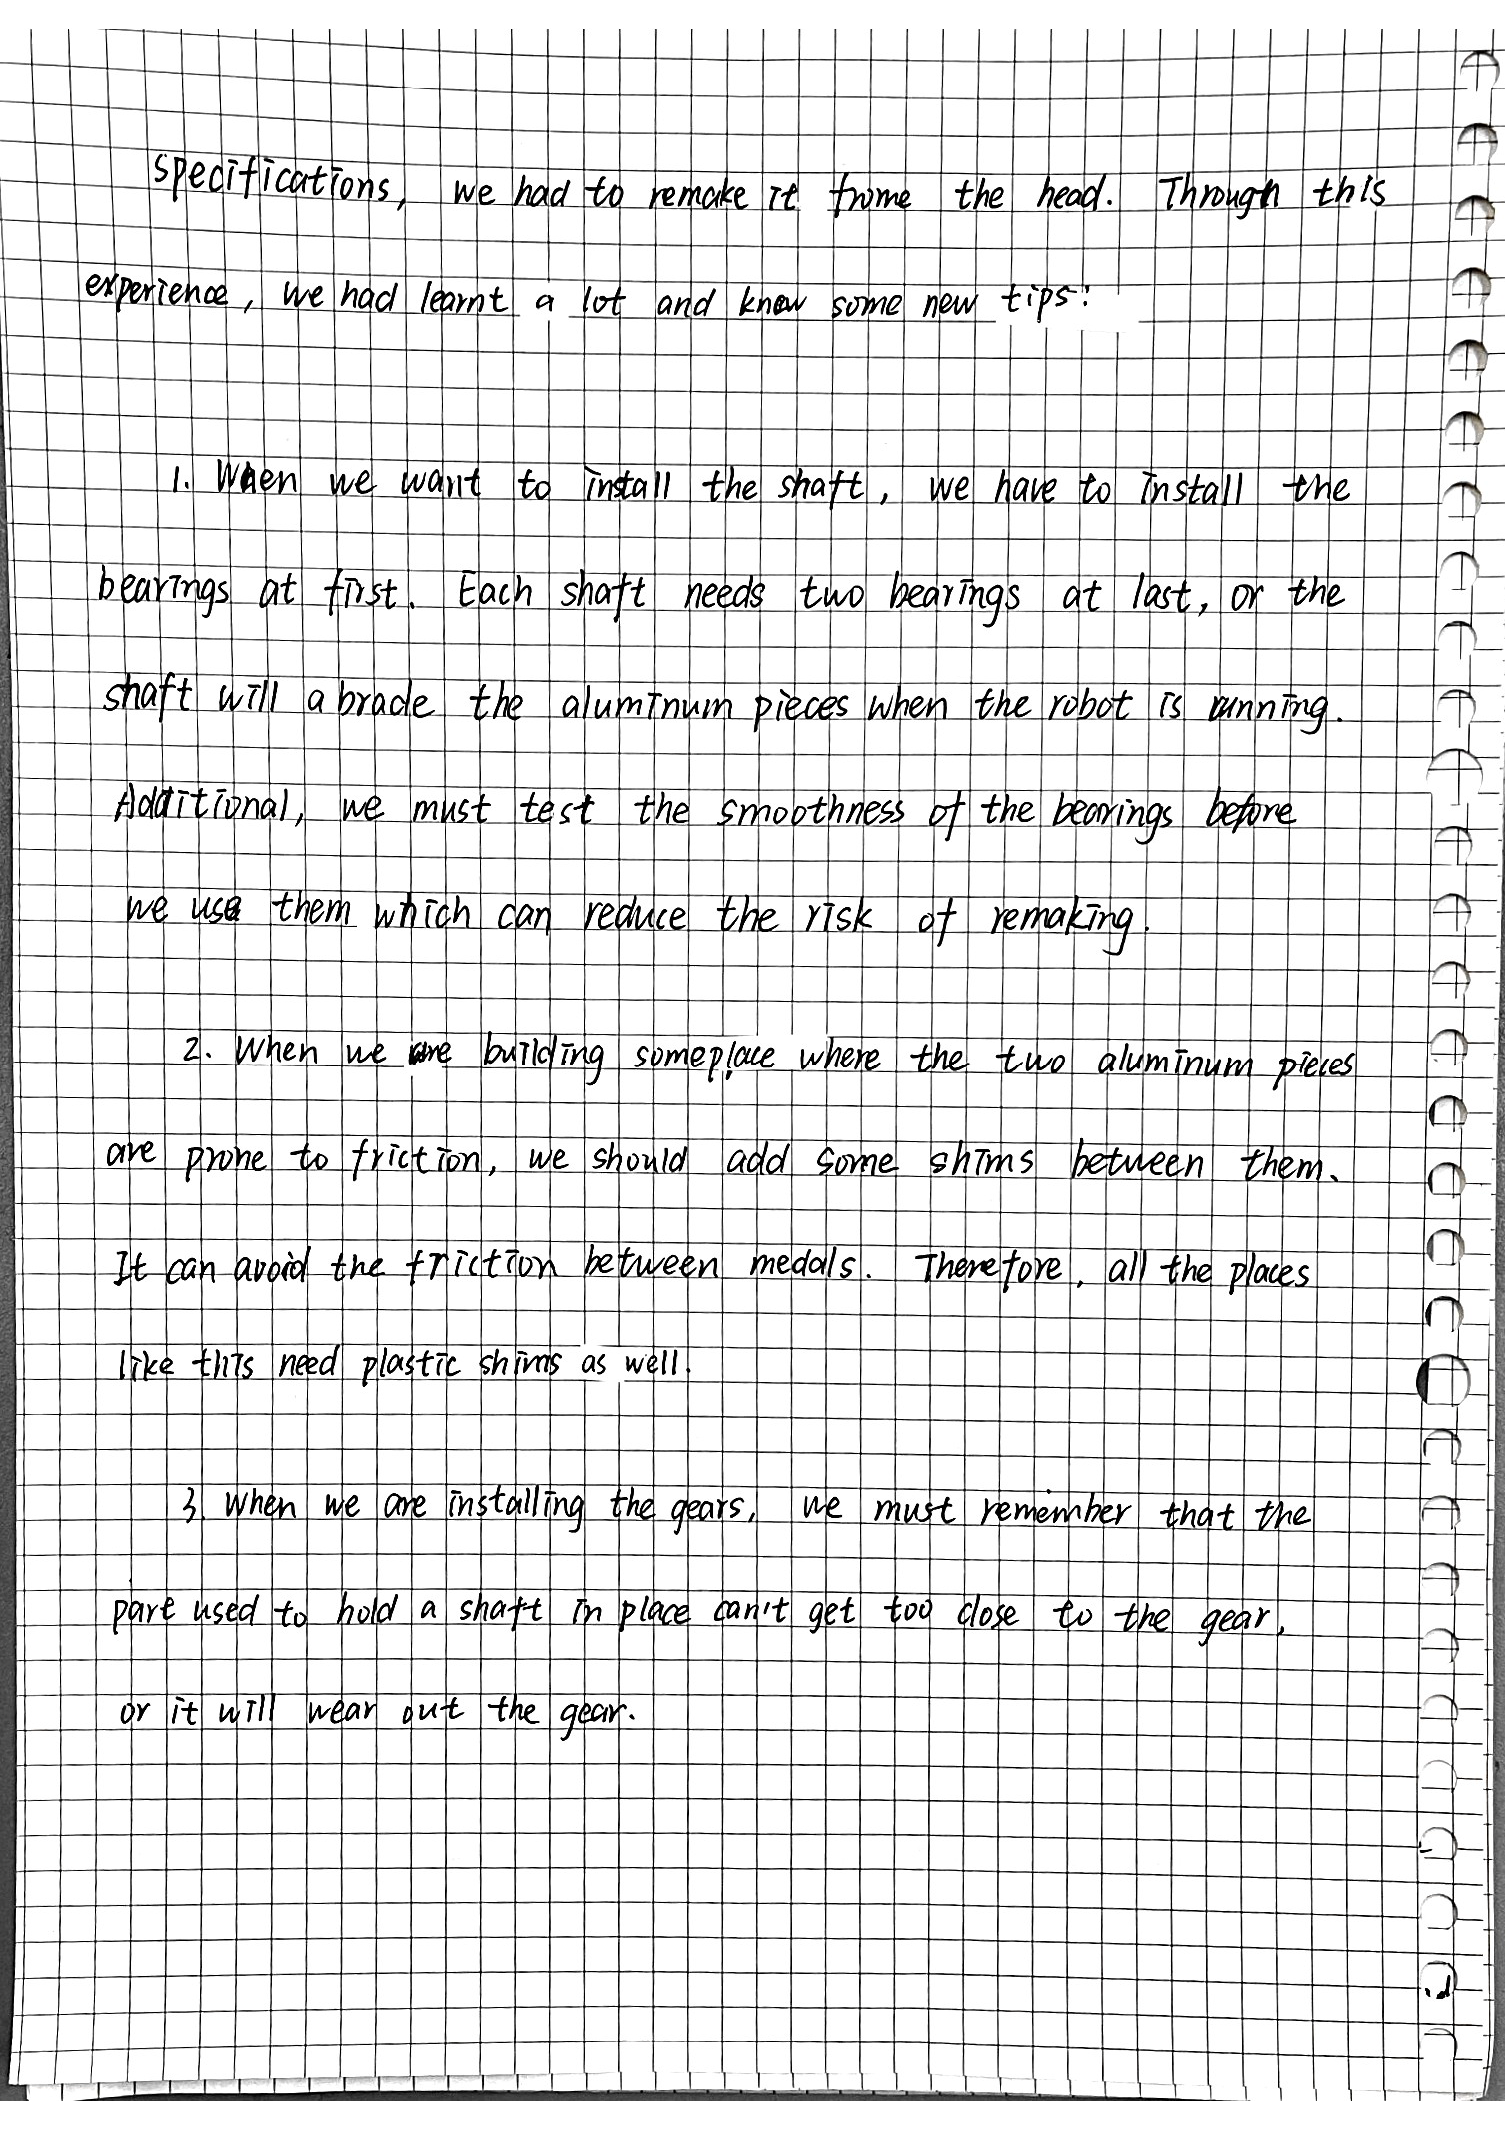 specifications, we had to remake it frome the head. Through this
experience, we had learnt a lot and know some new tips:
1. When we want to install the shaft, we have to install the
bearings at first. Each shaft needs two bearings at last, or the
shaft will abrade the aluminum pieces when the robot is running.
Additional, we must test the smoothness of the bearings before
we use them which can reduce the risk of remaking.
2. When we are building someplace where the two aluminum pieces
are prone to friction, we should add some shims between them.
It can avoid the friction between medals. Therefore, all the places
like this need plastic shims as well.
3. When we are installing the gears, we must remember that the
part used to hold a shaft in place can't get too close to the gear,
or it will wear out the gear.